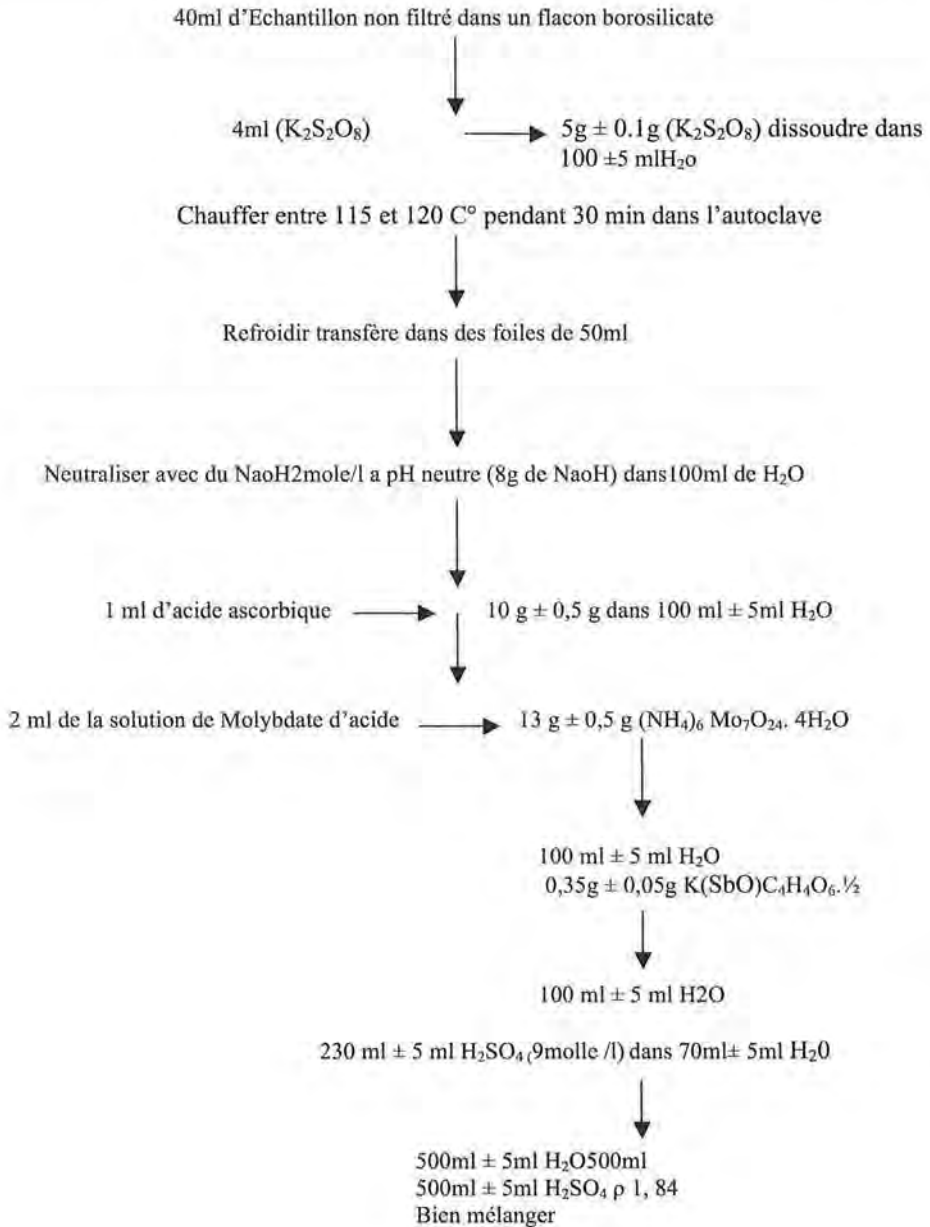 40ml d'Echantillon non filtré dans un flacon borosilicate
4ml (K₂S₂O₈) 5g ± 0.1g (K₂S₂O₈) dissoudre dans
100 ±5 mlH₂o
Chauffer entre 115 et 120 C° pendant 30 min dans l'autoclave
Refroidir transfère dans des foiles de 50ml
Neutraliser avec du NaoH2mole/l a pH neutre (8g de NaoH) dans100ml de H₂O
1 ml d'acide ascorbique 10 g ± 0,5 g dans 100 ml ± 5ml H₂O
2 ml de la solution de Molybdate d'acide 13 g ± 0,5 g (NH₄)₆ Mo₇O₂₄. 4H₂O
100 ml ± 5 ml H₂O
0,35g ± 0,05g K(SbO)C₄H₄O₆.½
100 ml ± 5 ml H2O
230 ml ± 5 ml H₂SO₄ (9molle /l) dans 70ml± 5ml H₂0
500ml ± 5ml H₂O500ml
500ml ± 5ml H₂SO₄ ρ 1, 84
Bien mélanger